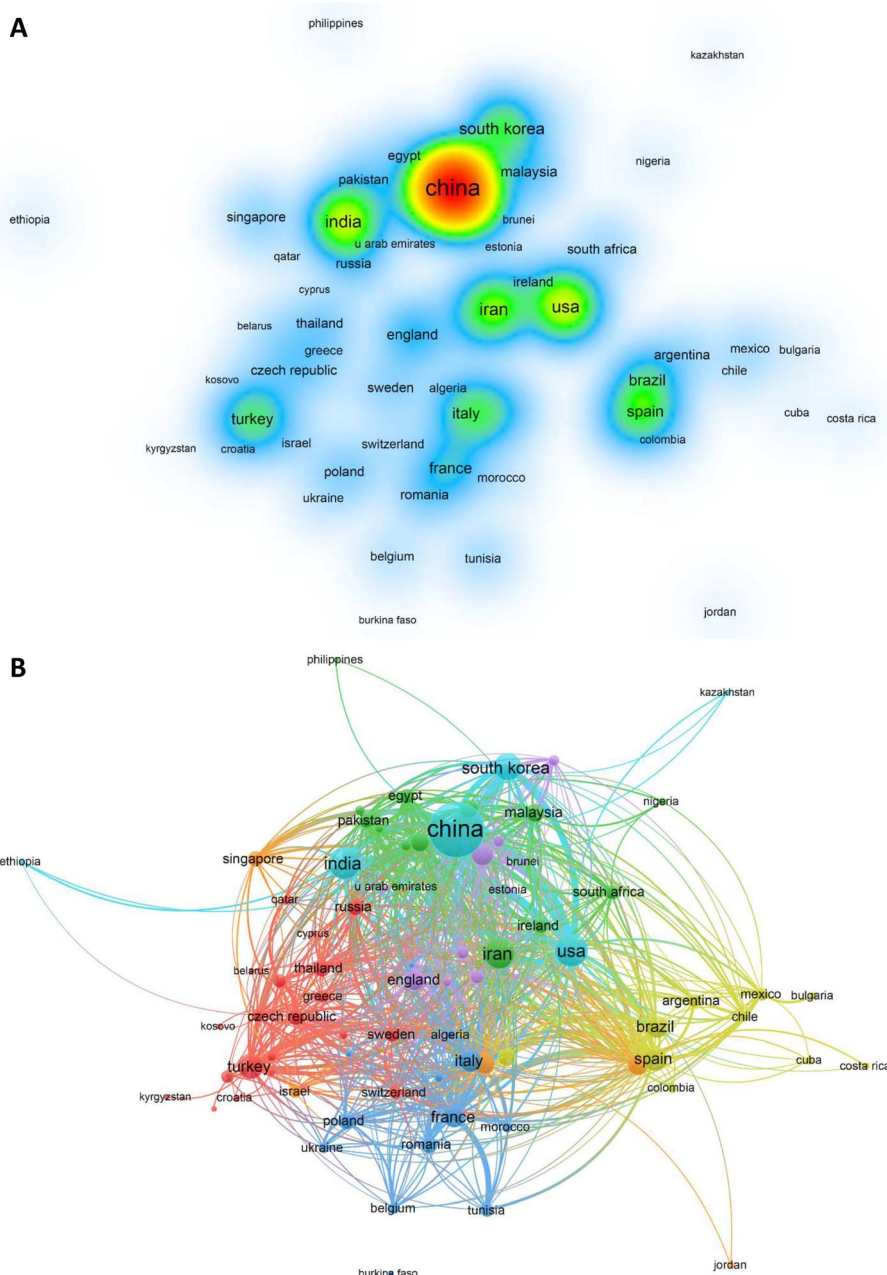 A
philippines
kazakhstan
south korea
egypt
nigeria
malaysia
pakistan
china
singapore
brunei
ethiopia
india
u arab emirates
estonia
south africa
qatar
russia
ireland
cyprus
iran
usa
belarus
thailand
england
greece
mexico
bulgaria
argentina
czech republic
chile
kosovo
sweden
algeria
brazil
turkey
italy
spain
cuba
costa rica
kyrgyzstan
croatia
israel
switzerland
colombia
poland
france
morocco
ukraine
romania
belgium
tunisia
jordan
burkina faso
B
philippines
kazakhstan
south korea
egypt
nigeria
pakistan
china
malaysia
singapore
ethiopia
india
brunei
u arab emirates
estonia
south africa
qatar
russia
ireland
cyprus
iran
usa
belarus
thailand
england
greece
mexico
bulgaria
argentina
czech republic
chile
kosovo
sweden
algeria
brazil
turkey
italy
spain
cuba
costa rica
kyrgyzstan
croatia
israel
switzerland
colombia
poland
france
morocco
ukraine
romania
belgium
tunisia
jordan
burkina faso